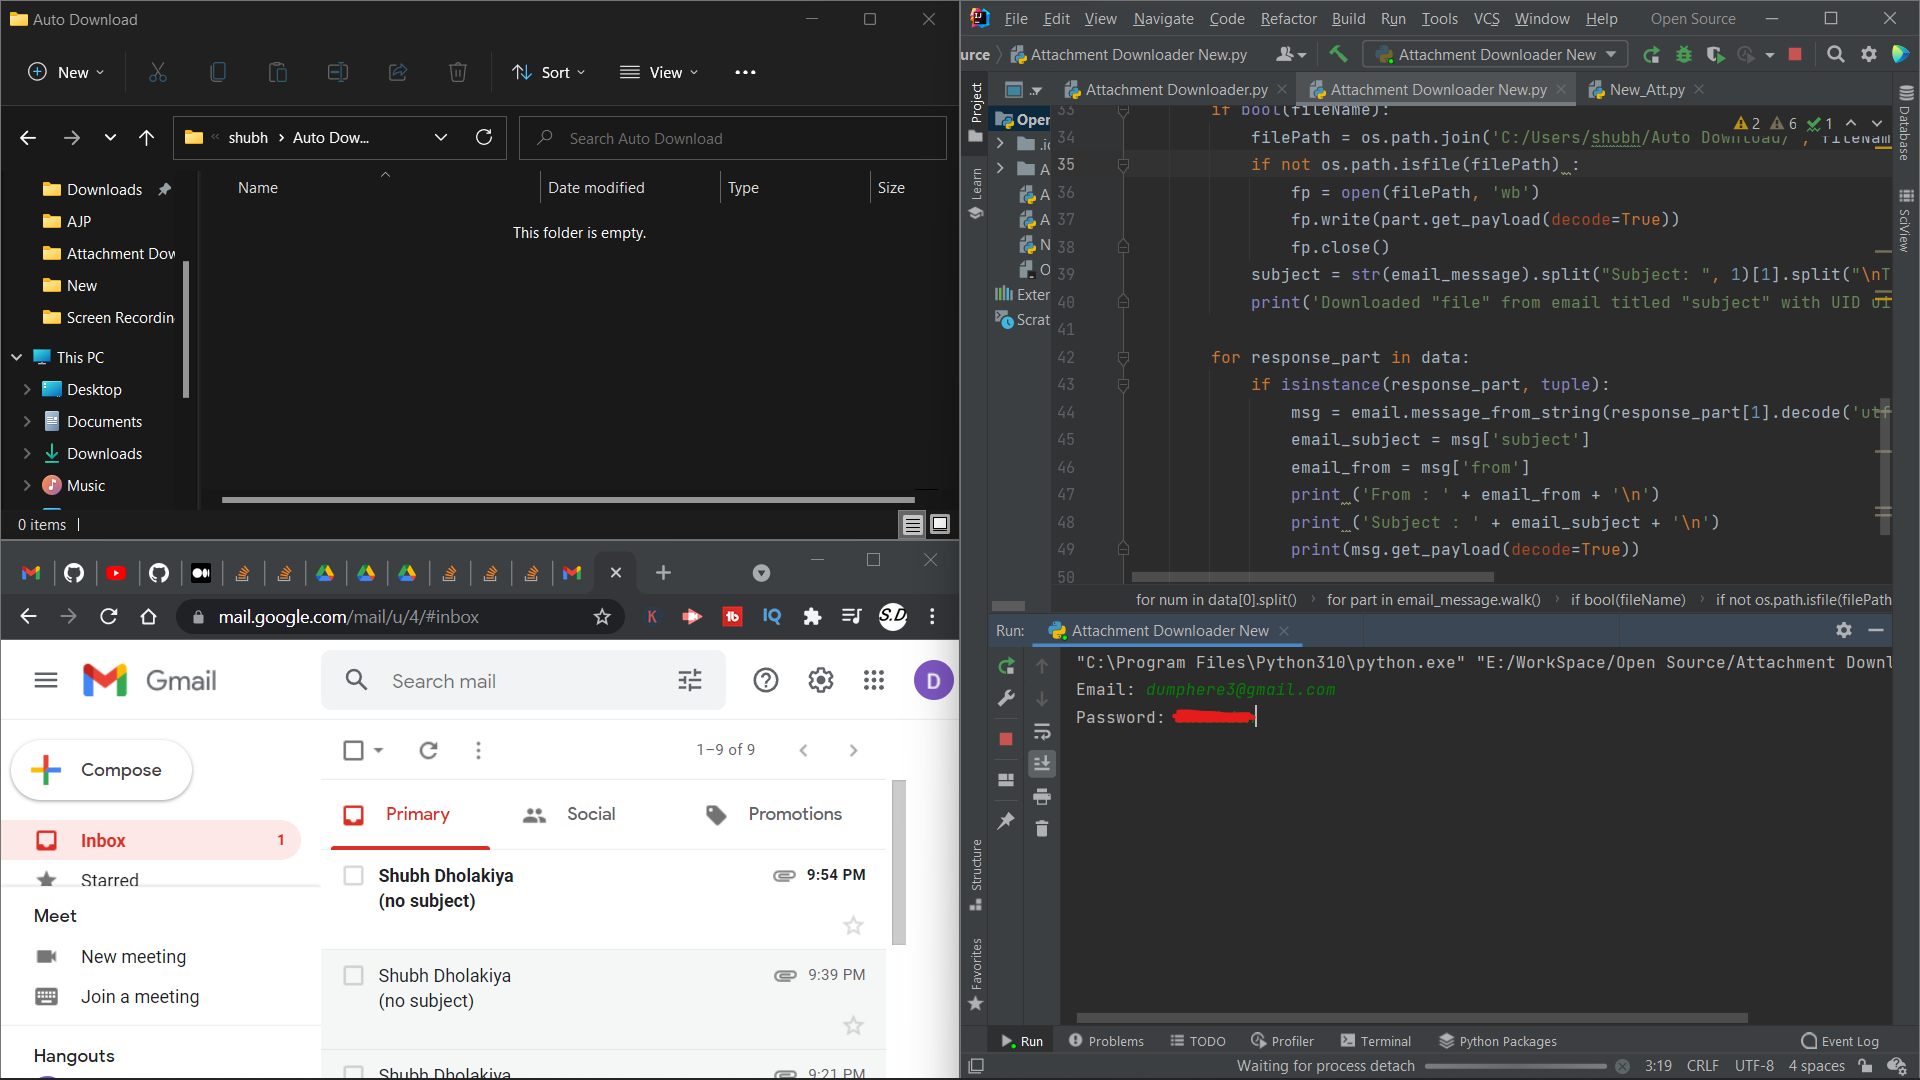 Auto Download
New
Sort
View
shubh > Auto Dow...
Search Auto Download
Downloads
AJP
Attachment Dow
New
Screen Recordin
This PC
Desktop
Documents
Downloads
Music
Name
Date modified
Type
Size
This folder is empty.
0 items
mail.google.com/mail/u/4/#inbox
S.D
Gmail
Search mail
D
Compose
1–9 of 9
Primary
Social
Promotions
Inbox
1
Starred
Meet
New meeting
Join a meeting
Hangouts
Shubh Dholakiya
9:54 PM
(no subject)
Shubh Dholakiya
9:39 PM
(no subject)
Shubh Dholakiya
9:21 PM
File Edit View Navigate Code Refactor Build Run Tools VCS Window Help Open Source
urce > Attachment Downloader New.py
Attachment Downloader New
Attachment Downloader.py
Attachment Downloader New.py
New_Att.py
Project
Learn
Structure
Favorites
Database
SciView
Open
.ic
A
A
A
N
O
Exter
Scrat
2 6 1
33 if bool(fileName):
34 filePath = os.path.join('C:/Users/shubh/Auto Download/', fileNam
35 if not os.path.isfile(filePath) :
36 fp = open(filePath, 'wb')
37 fp.write(part.get_payload(decode=True))
38 fp.close()
39 subject = str(email_message).split("Subject: ", 1)[1].split("\nT
40 print('Downloaded "file" from email titled "subject" with UID ui
41
42 for response_part in data:
43 if isinstance(response_part, tuple):
44 msg = email.message_from_string(response_part[1].decode('utf
45 email_subject = msg['subject']
46 email_from = msg['from']
47 print ('From : ' + email_from + '\n')
48 print ('Subject : ' + email_subject + '\n')
49 print(msg.get_payload(decode=True))
50
for num in data[0].split() > for part in email_message.walk() > if bool(fileName) > if not os.path.isfile(filePath
Run: Attachment Downloader New
"C:\Program Files\Python310\python.exe" "E:/WorkSpace/Open Source/Attachment Downl
Email: dumphere3@gmail.com
Password:
Run Problems TODO Profiler Terminal Python Packages Event Log
Waiting for process detach
3:19 CRLF UTF-8 4 spaces